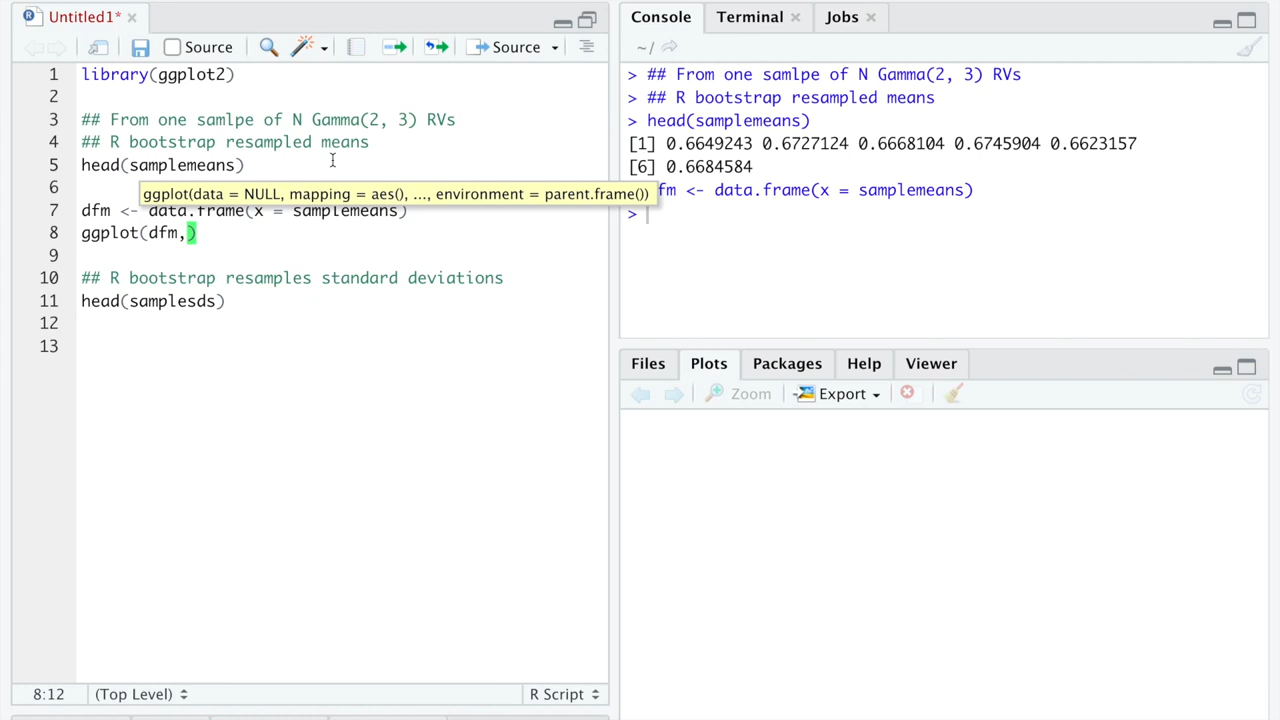 Untitled1*
Source
Source
1 library(ggplot2)
2
3 ## From one samlpe of N Gamma(2, 3) RVs
4 ## R bootstrap resampled means
5 head(samplemeans)
6
ggplot(data = NULL, mapping = aes(), ..., environment = parent.frame())
7 dfm <- data.frame(x = samplemeans)
8 ggplot(dfm,)
9
10 ## R bootstrap resamples standard deviations
11 head(samplesds)
12
13
8:12 (Top Level) R Script
Console Terminal Jobs
~/
> ## From one samlpe of N Gamma(2, 3) RVs
> ## R bootstrap resampled means
> head(samplemeans)
[1] 0.6649243 0.6727124 0.6668104 0.6745904 0.6623157
[6] 0.6684584
fm <- data.frame(x = samplemeans)
>
Files Plots Packages Help Viewer
Zoom Export